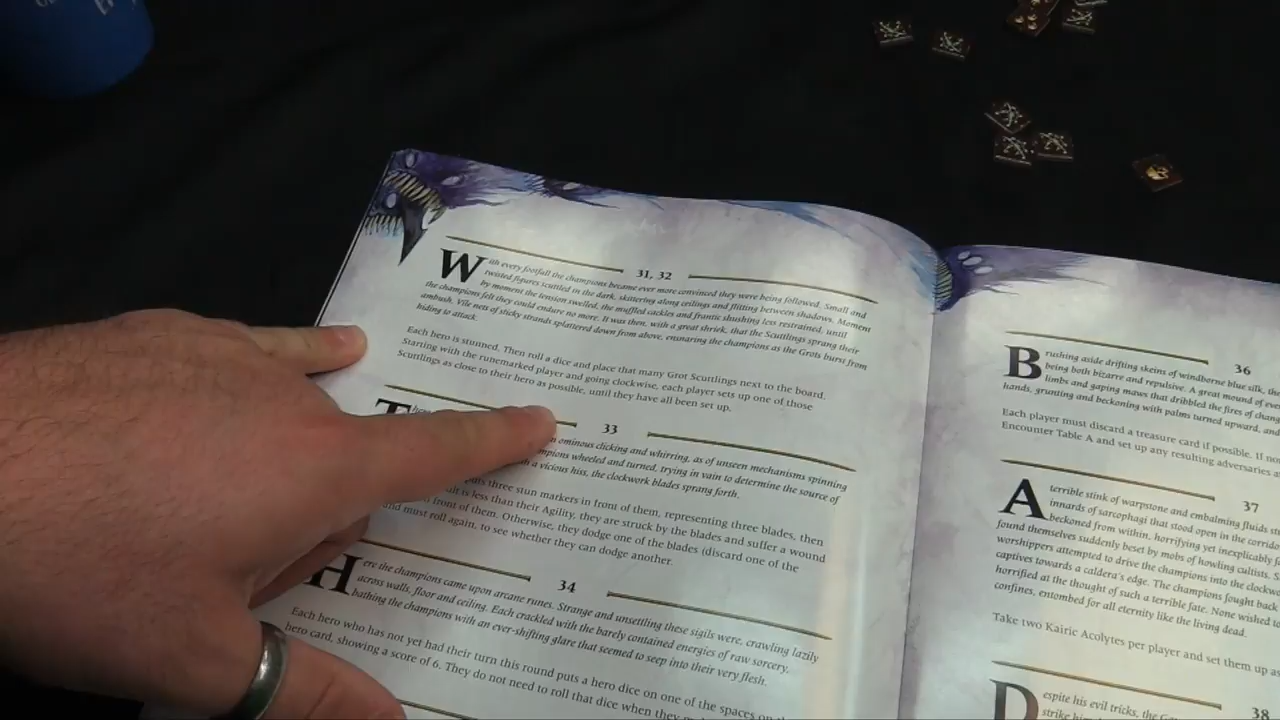 31, 32
With every footfall the champions became ever more convinced they were being followed. Small and
twisted figures scuttled in the dark, skittering along ceilings and flitting between shadows. Moment
by moment the tension swelled, the muffled cackles and frantic shushing less restrained, until
the champions felt they could endure no more. It was then, with a great shriek, that the Scuttlings sprang their
ambush. Vile nets of sticky strands splattered down from above, ensnaring the champions as the Grots burst from
hiding to attack.
Each hero is stunned. Then roll a dice and place that many Grot Scuttlings next to the board.
Starting with the runemarked player and going clockwise, each player sets up one of those
Scuttlings as close to their hero as possible, until they have all been set up.
33
ominous clicking and whirring, as of unseen mechanisms spinning
wheeled and turned, trying in vain to determine the source of
a vicious hiss, the clockwork blades sprang forth.
three stun markers in front of them, representing three blades, then
is less than their Agility, they are struck by the blades and suffer a wound
front of them. Otherwise, they dodge one of the blades (discard one of the
and must roll again, to see whether they can dodge another.
34
Here the champions came upon arcane runes. Strange and unsettling these sigils were, crawling lazily
across walls, floor and ceiling. Each crackled with the barely contained energies of raw sorcery,
bathing the champions with an ever-shifting glare that seemed to seep into their very flesh.
Each hero who has not yet had their turn this round puts a hero dice on one of the spaces on
hero card, showing a score of 6. They do not need to roll that dice when they
36
Brushing aside drifting skeins of windborne blue silk, the
being both bizarre and repulsive. A great mound of
limbs and gaping maws that dribbled the fires of
hands, grunting and beckoning with palms turned upward, and
Each player must discard a treasure card if possible. If
Encounter Table A and set up any resulting adversaries
37
A terrible stink of warpstone and embalming fluids
innards of sarcophagi that stood open in the
beckoned from within, horrifying yet inexplicably
found themselves suddenly beset by mobs of howling cultists.
worshippers attempted to drive the champions into the
captives towards a caldera's edge. The champions fought
horrified at the thought of such a terrible fate. None wished to
confines, entombed for all eternity like the living dead.
Take two Kairic Acolytes per player and set them up
38
Despite his evil tricks, the
strike